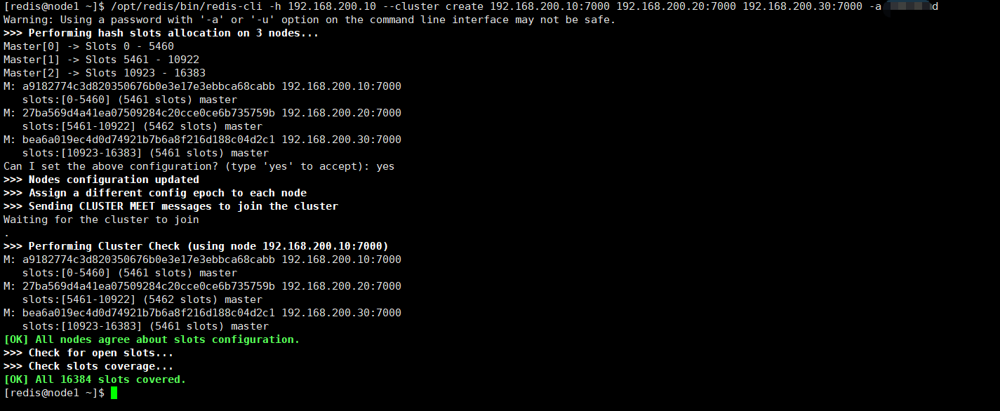 [redis@node1 ~]$ /opt/redis/bin/redis-cli -h 192.168.200.10 --cluster create 192.168.200.10:7000 192.168.200.20:7000 192.168.200.30:7000 -a d
Warning: Using a password with '-a' or '-u' option on the command line interface may not be safe.
>>> Performing hash slots allocation on 3 nodes...
Master[0] -> Slots 0 - 5460
Master[1] -> Slots 5461 - 10922
Master[2] -> Slots 10923 - 16383
M: a9182774c3d820350676b0e3e17e3ebbca68cabb 192.168.200.10:7000
   slots:[0-5460] (5461 slots) master
M: 27ba569d4a41ea07509284c20cce0ce6b735759b 192.168.200.20:7000
   slots:[5461-10922] (5462 slots) master
M: bea6a019ec4d0d74921b7b6a8f216d188c04d2c1 192.168.200.30:7000
   slots:[10923-16383] (5461 slots) master
Can I set the above configuration? (type 'yes' to accept): yes
>>> Nodes configuration updated
>>> Assign a different config epoch to each node
>>> Sending CLUSTER MEET messages to join the cluster
Waiting for the cluster to join
.
>>> Performing Cluster Check (using node 192.168.200.10:7000)
M: a9182774c3d820350676b0e3e17e3ebbca68cabb 192.168.200.10:7000
   slots:[0-5460] (5461 slots) master
M: 27ba569d4a41ea07509284c20cce0ce6b735759b 192.168.200.20:7000
   slots:[5461-10922] (5462 slots) master
M: bea6a019ec4d0d74921b7b6a8f216d188c04d2c1 192.168.200.30:7000
   slots:[10923-16383] (5461 slots) master
[OK] All nodes agree about slots configuration.
>>> Check for open slots...
>>> Check slots coverage...
[OK] All 16384 slots covered.
[redis@node1 ~]$